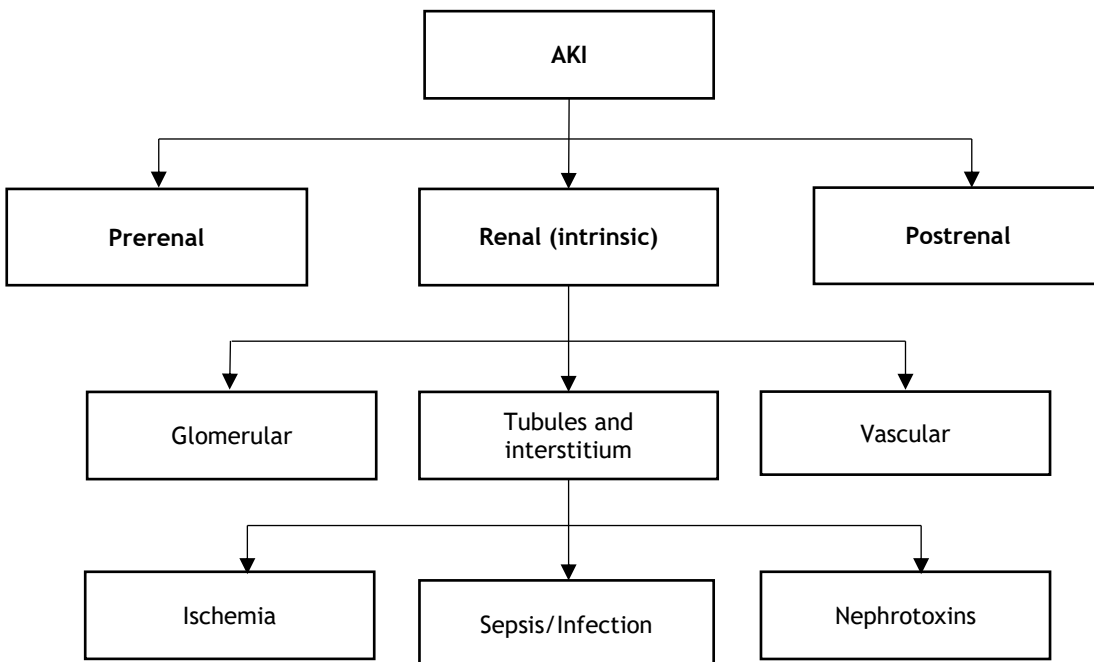 AKI
Prerenal
Renal (intrinsic)
Postrenal
Glomerular
Tubules and
interstitium
Vascular
Ischemia
Sepsis/Infection
Nephrotoxins